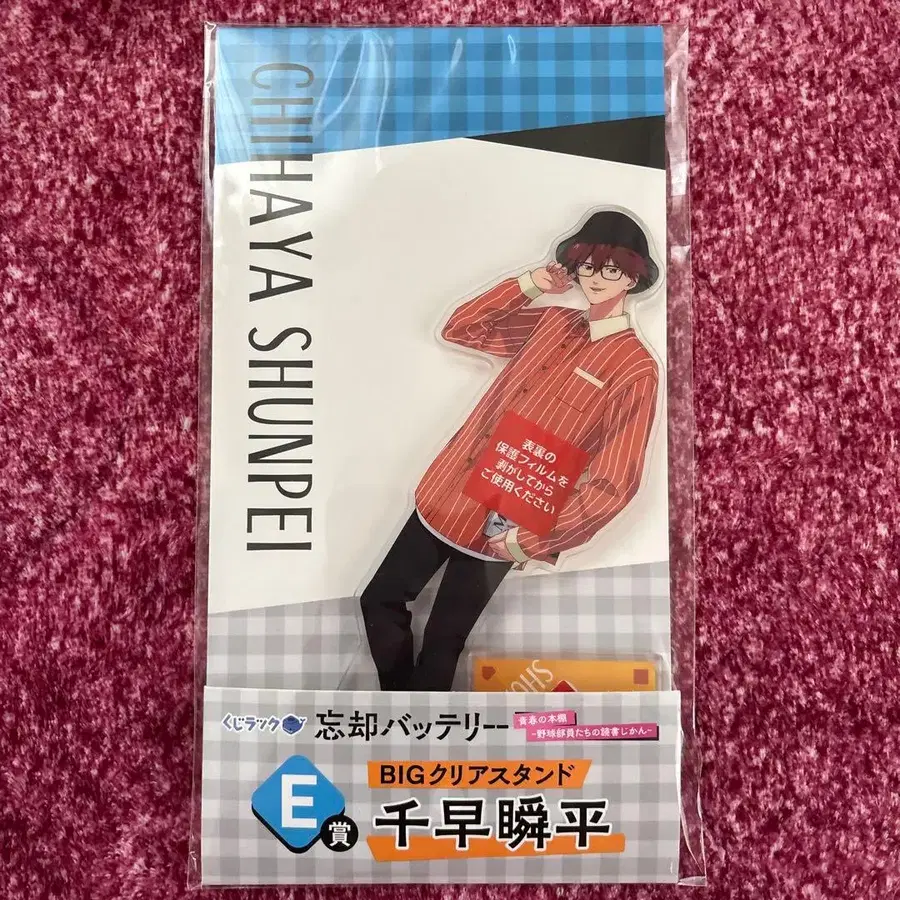 CHIHAYA SHUNPEI
表裏の
保護フィルムを
剥がしてから
ご使用ください
SHO
くじラック
忘却バッテリー
青春の本棚
-野球部員たちの読書じかん-
E賞
BIGクリアスタンド
千早瞬平